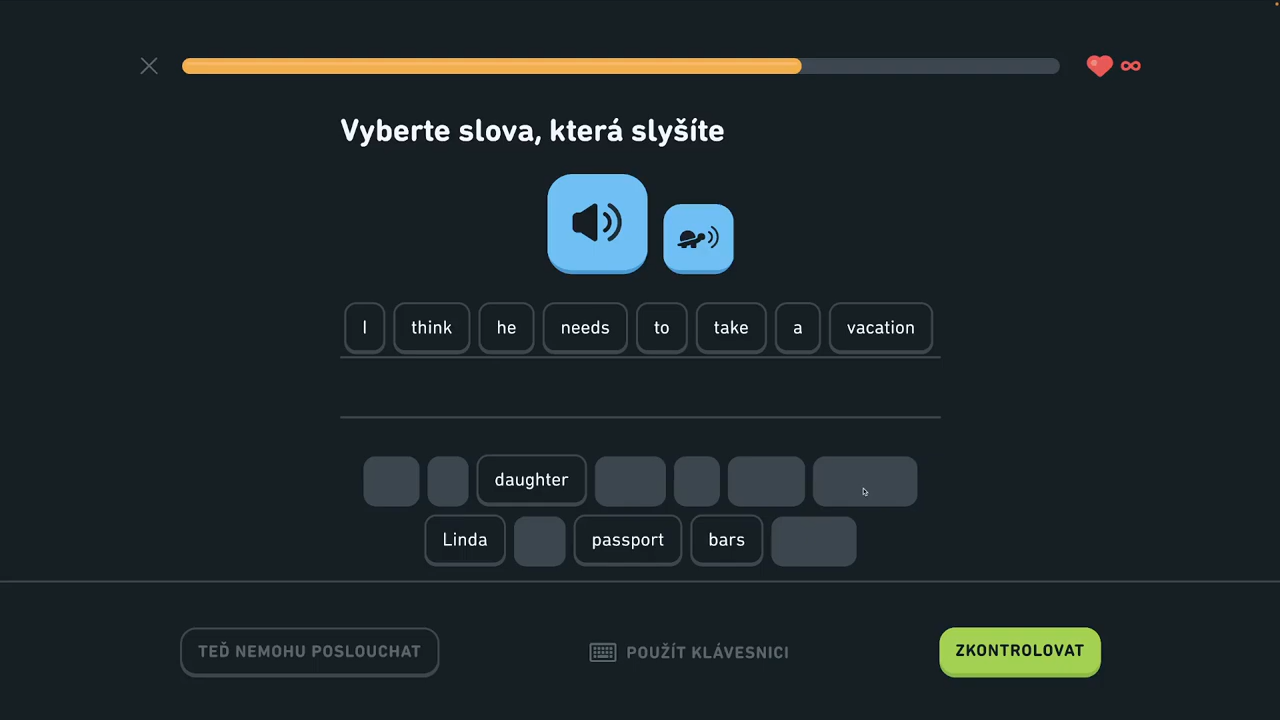 Vyberte slova, která slyšíte
I think he needs to take a vacation
daughter
Linda passport bars
TEĎ NEMOHU POSLOUCHAT POUŽÍT KLÁVESNICI ZKONTROLOVAT